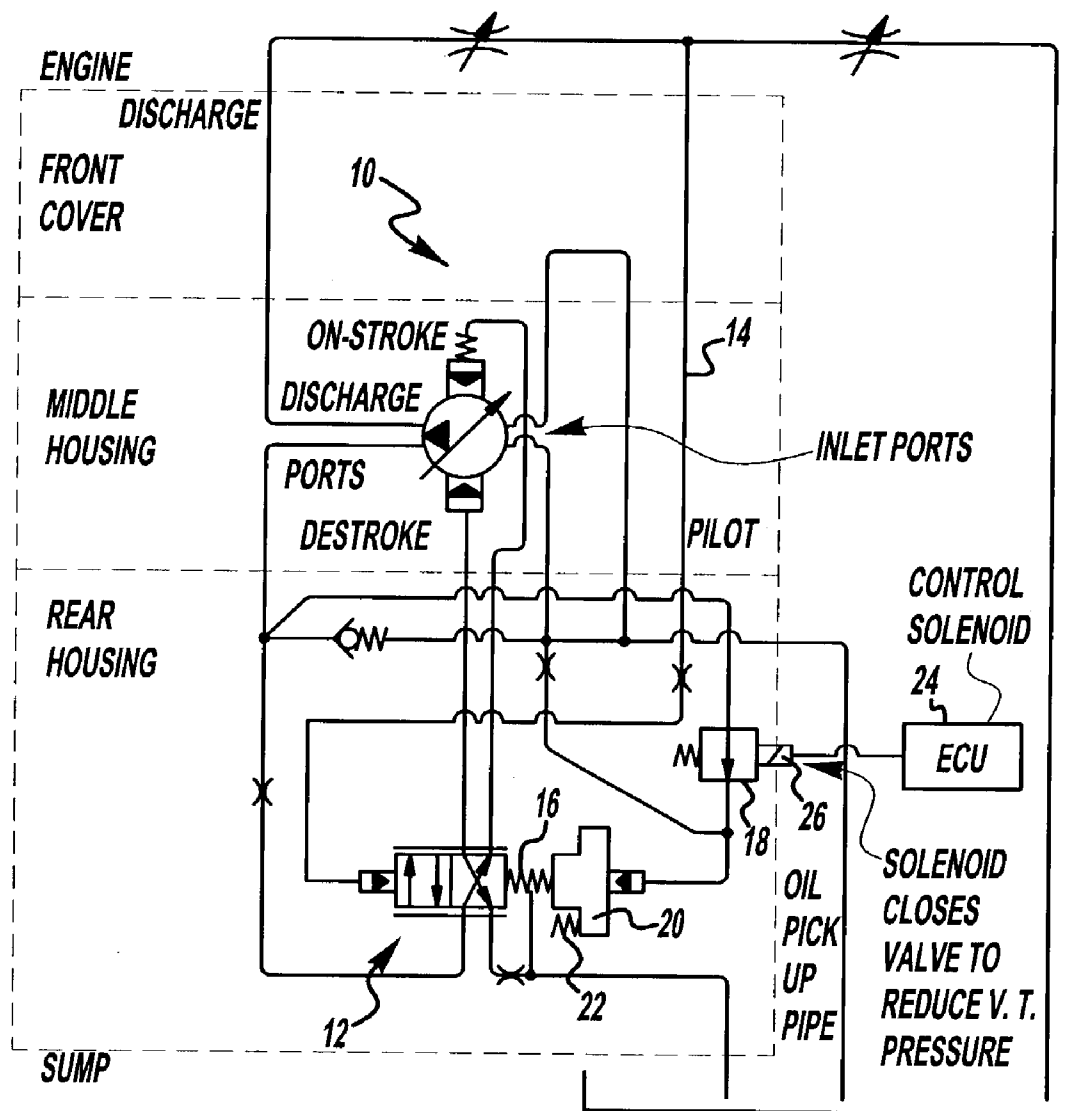 ENGINE
DISCHARGE
FRONT
COVER
10
ON-STROKE
14
MIDDLE
HOUSING
DISCHARGE
INLET PORTS
PORTS
DESTROKE
PILOT
REAR
HOUSING
CONTROL
SOLENOID
24
ECU
16
18
26
20
22
12
OIL
PICK
UP
PIPE
SOLENOID
CLOSES
VALVE TO
REDUCE V. T.
PRESSURE
SUMP